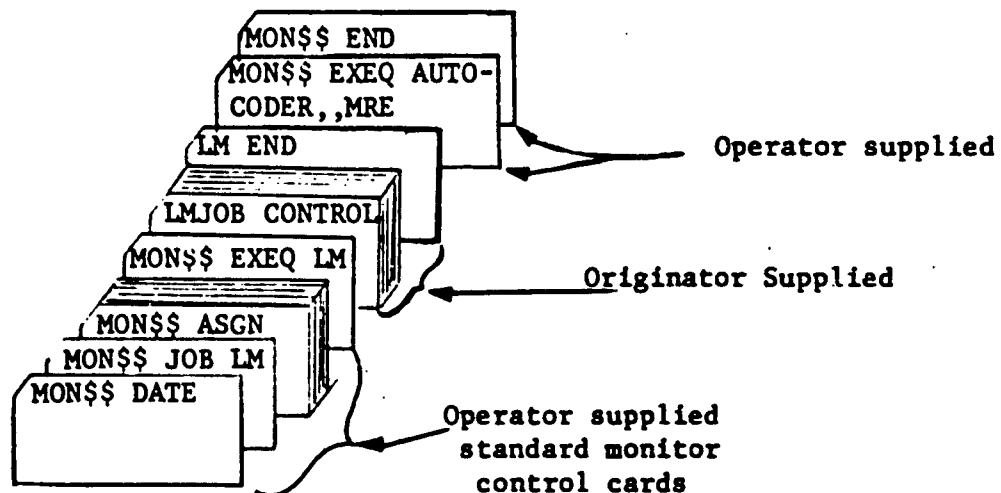 MON$$ END
MON$$ EXEQ AUTO-
CODER,,MRE
LM END
LMJOB CONTROL
MON$$ EXEQ LM
MON$$ ASGN
MON$$ JOB LM
MON$$ DATE
Operator supplied
Originator Supplied
Operator supplied
standard monitor
control cards